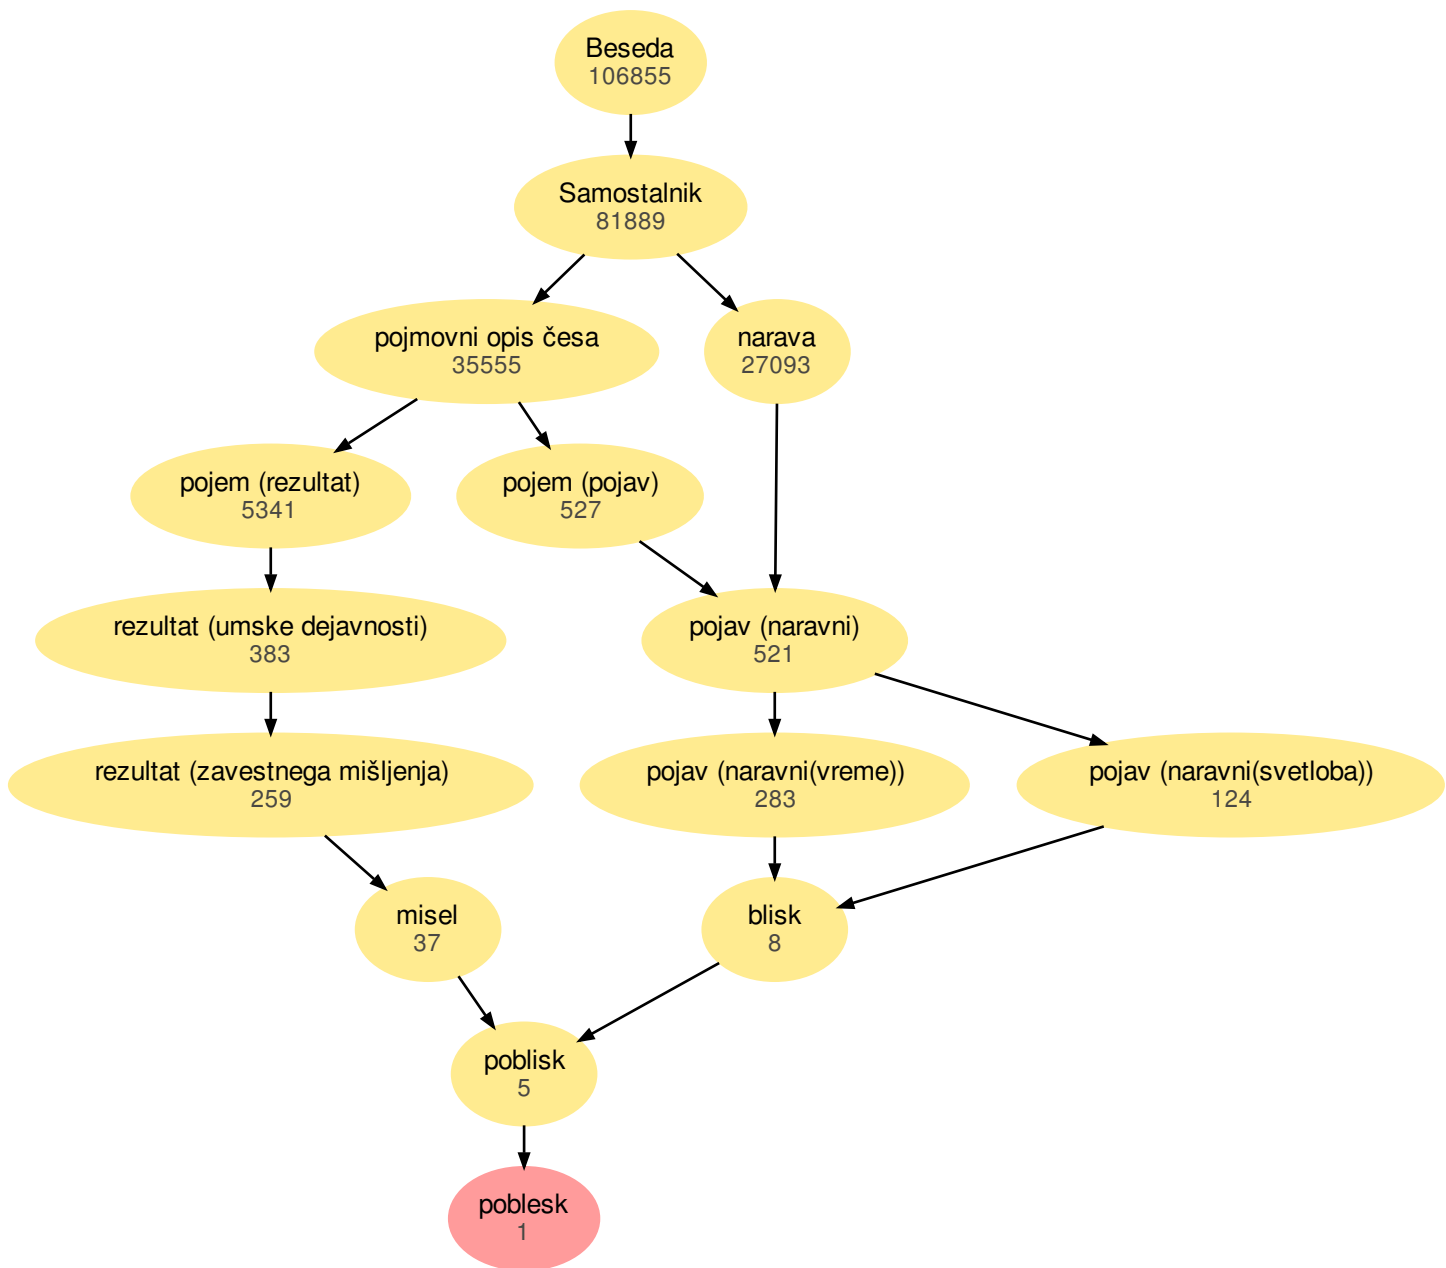 Beseda
106855
Samostalnik
81889
pojmovni opis česa
35555
narava
27093
pojem (rezultat)
5341
pojem (pojav)
527
rezultat (umske dejavnosti)
383
pojav (naravni)
521
rezultat (zavestnega mišljenja)
259
pojav (naravni(vreme))
283
pojav (naravni(svetloba))
124
misel
37
blisk
8
poblisk
5
poblesk
1